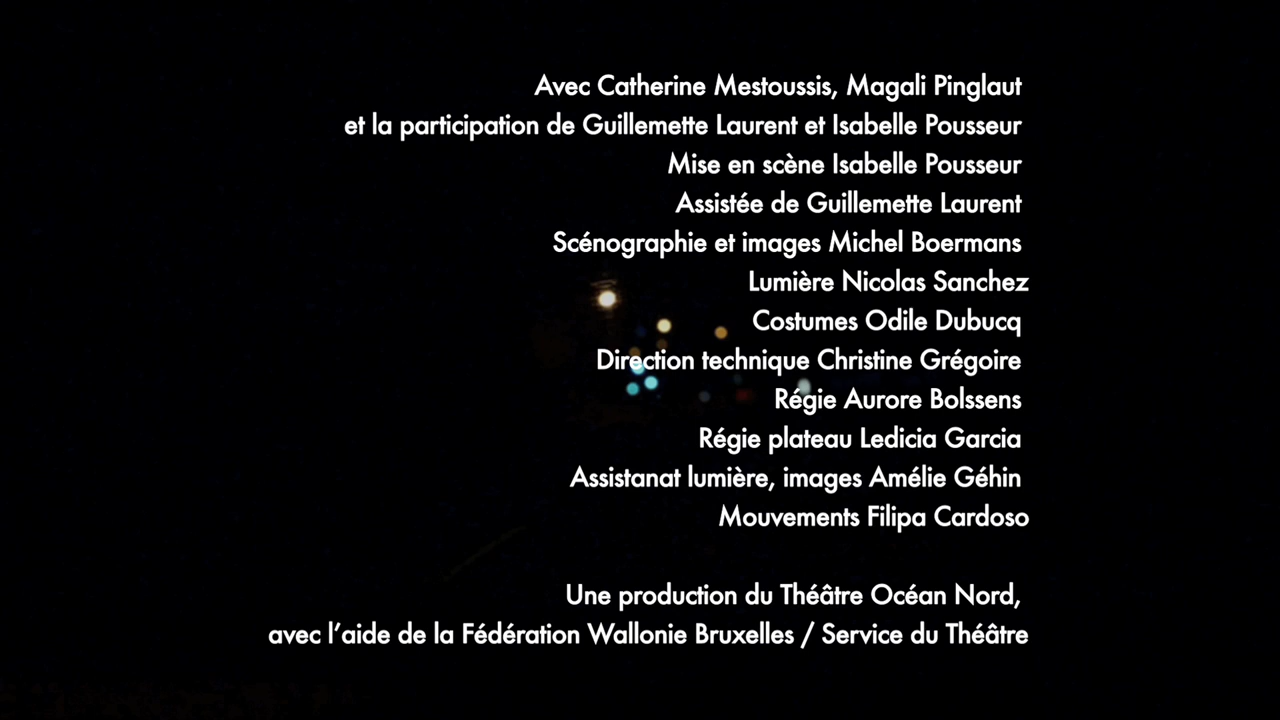 Avec Catherine Mestoussis, Magali Pinglaut
et la participation de Guillemette Laurent et Isabelle Pousseur
Mise en scène Isabelle Pousseur
Assistée de Guillemette Laurent
Scénographie et images Michel Boermans
Lumière Nicolas Sanchez
Costumes Odile Dubucq
Direction technique Christine Grégoire
Régie Aurore Bolssens
Régie plateau Ledicia Garcia
Assistanat lumière, images Amélie Géhin
Mouvements Filipa Cardoso
Une production du Théâtre Océan Nord,
avec l’aide de la Fédération Wallonie Bruxelles / Service du Théâtre